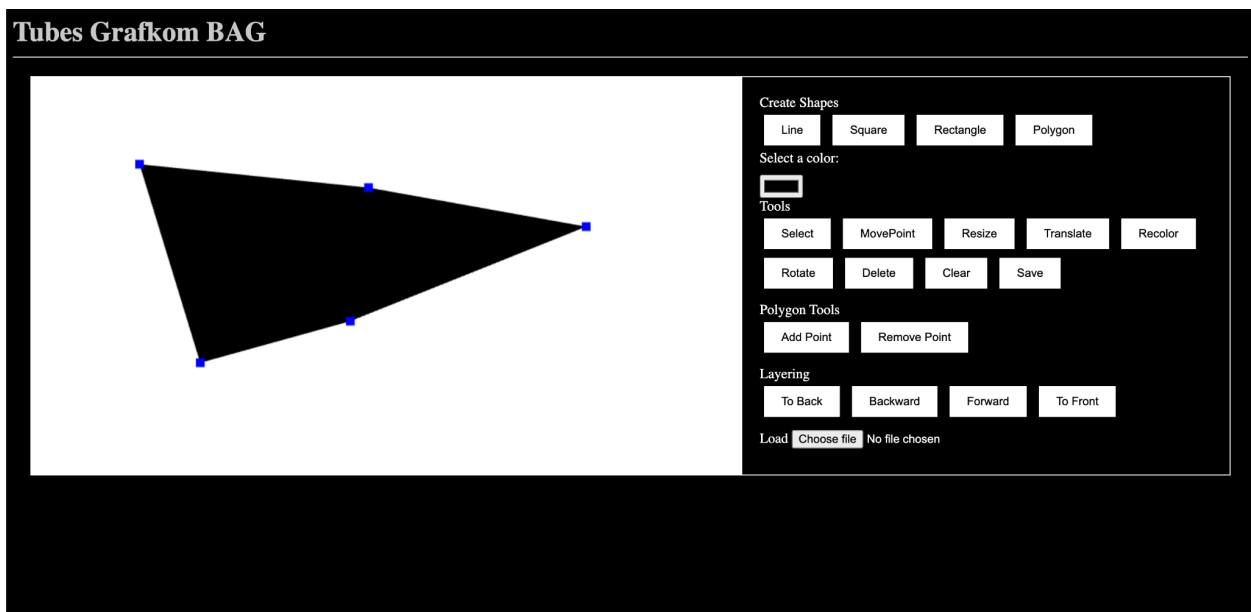 Tubes Grafkom BAG
Create Shapes
Line Square Rectangle Polygon
Select a color:
Tools
Select MovePoint Resize Translate Recolor
Rotate Delete Clear Save
Polygon Tools
Add Point Remove Point
Layering
To Back Backward Forward To Front
Load Choose file No file chosen